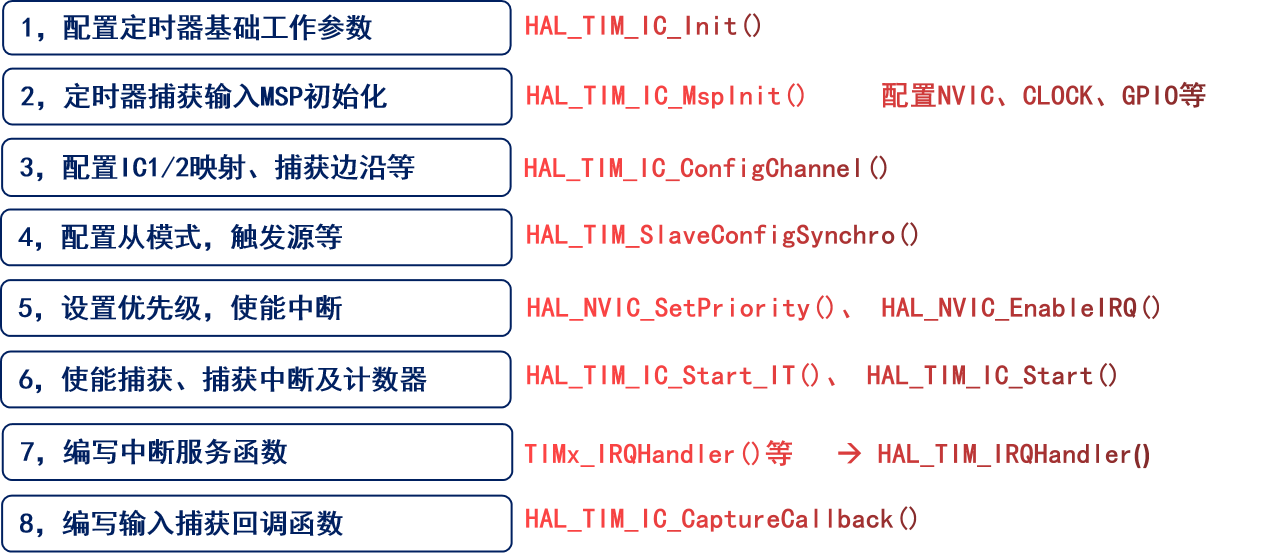 1，配置定时器基础工作参数 HAL_TIM_IC_Init()
2，定时器捕获输入MSP初始化 HAL_TIM_IC_MspInit() 配置NVIC、CLOCK、GPIO等
3，配置IC1/2映射、捕获边沿等 HAL_TIM_IC_ConfigChannel()
4，配置从模式，触发源等 HAL_TIM_SlaveConfigSynchro()
5，设置优先级，使能中断 HAL_NVIC_SetPriority()、 HAL_NVIC_EnableIRQ()
6，使能捕获、捕获中断及计数器 HAL_TIM_IC_Start_IT()、 HAL_TIM_IC_Start()
7，编写中断服务函数 TIMx_IRQHandler()等 → HAL_TIM_IRQHandler()
8，编写输入捕获回调函数 HAL_TIM_IC_CaptureCallback()